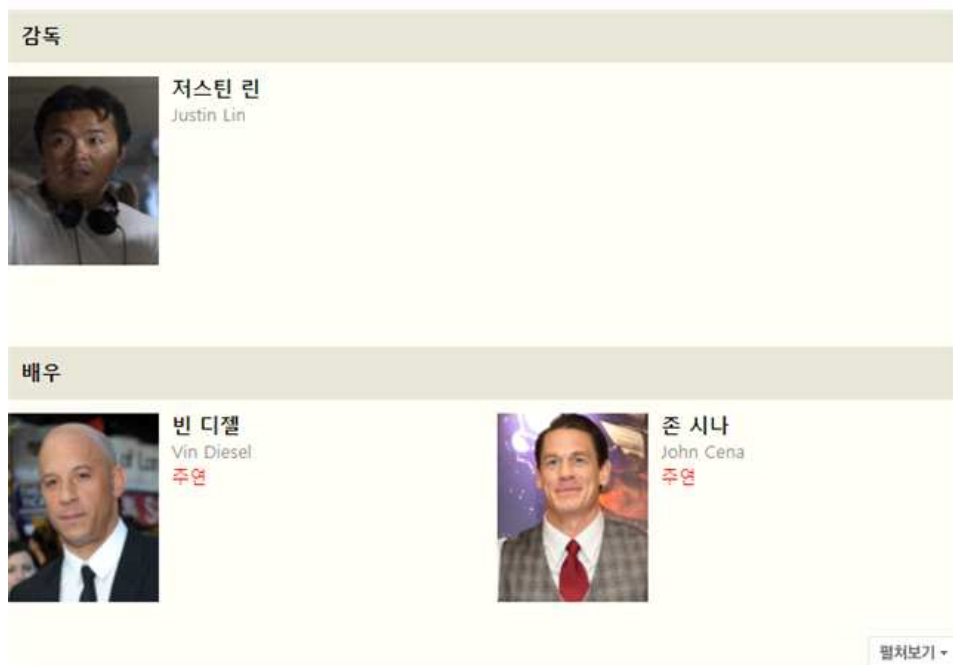 감독
저스틴 린
Justin Lin
배우
빈 디젤
Vin Diesel
주연
존 시나
John Cena
주연
펼쳐보기